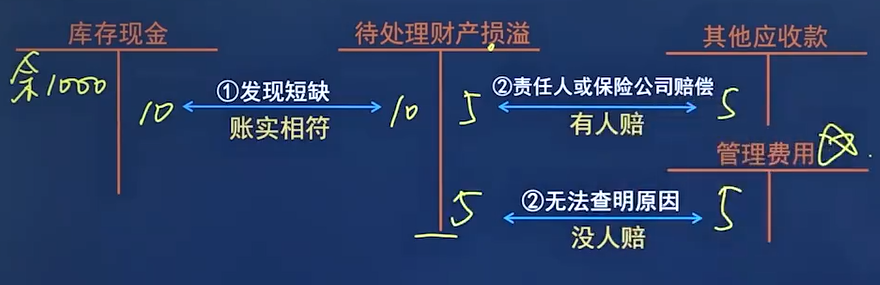 库存现金
待处理财产损溢
其他应收款
余1000
10
①发现短缺
账实相符
10
5
②责任人或保险公司赔偿
有人赔
5
管理费用
5
②无法查明原因
没人赔
5